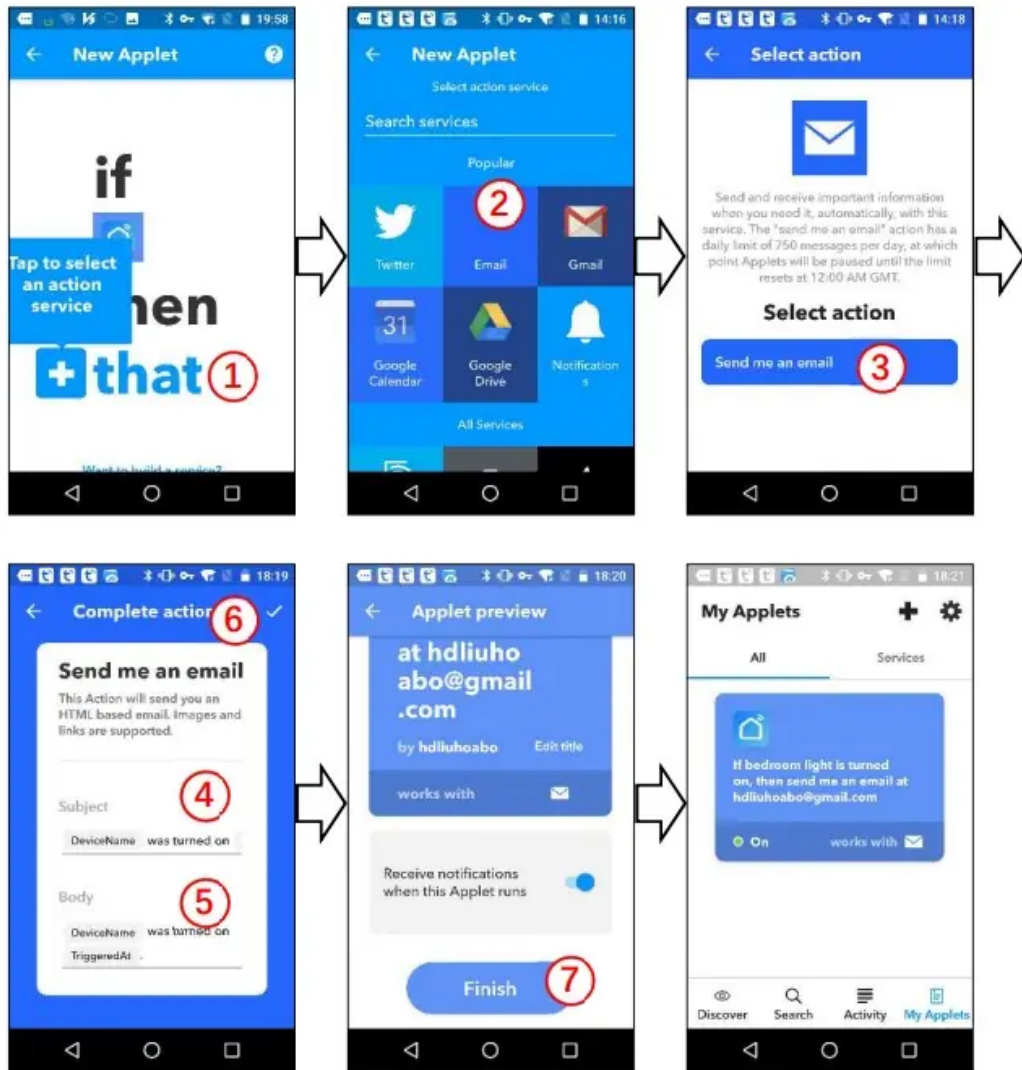 19:58
New Applet
?
if
Tap to select
an action
service
then
that
1
Want to build a service?
14:16
New Applet
Select action service
Search services
Popular
2
Twitter
Email
Gmail
31
Google
Calendar
Google
Drive
Notification
s
All Services
14:18
Select action
Send and receive important information
when you need it, automatically, with this
service. The "send me an email" action has a
daily limit of 750 messages per day, at which
point Applets will be paused until the limit
resets at 12:00 AM GMT.
Select action
Send me an email
3
18:19
Complete action
6
Send me an email
This Action will send you an
HTML based email. Images and
links are supported.
4
Subject
DeviceName was turned on
5
Body
DeviceName was turned on
TriggeredAt .
18:20
Applet preview
at hdliuho
abo@gmail
.com
by hdliuhoabo Edit title
works with
Receive notifications
when this Applet runs
Finish
7
18:21
My Applets
All Services
If bedroom light is turned
on, then send me an email at
hdliuhoabo@gmail.com
On works with
Discover Search Activity My Applets